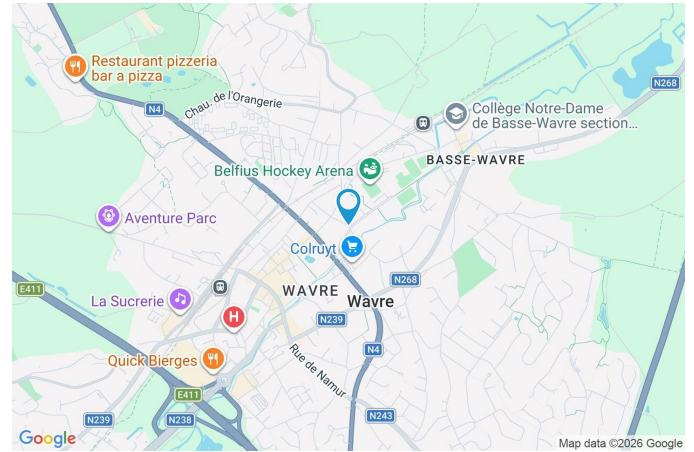 Restaurant pizzeria
bar a pizza
N4
Chau. de l'Orangerie
N268
Collège Notre-Dame
de Basse-Wavre section...
BASSE-WAVRE
Belfius Hockey Arena
Aventure Parc
Colruyt
E411
La Sucrerie
WAVRE
Wavre
N268
H
N239
Quick Bierges
Rue de Namur
N4
E411
N239
N238
N243
Google
Map data ©2026 Google